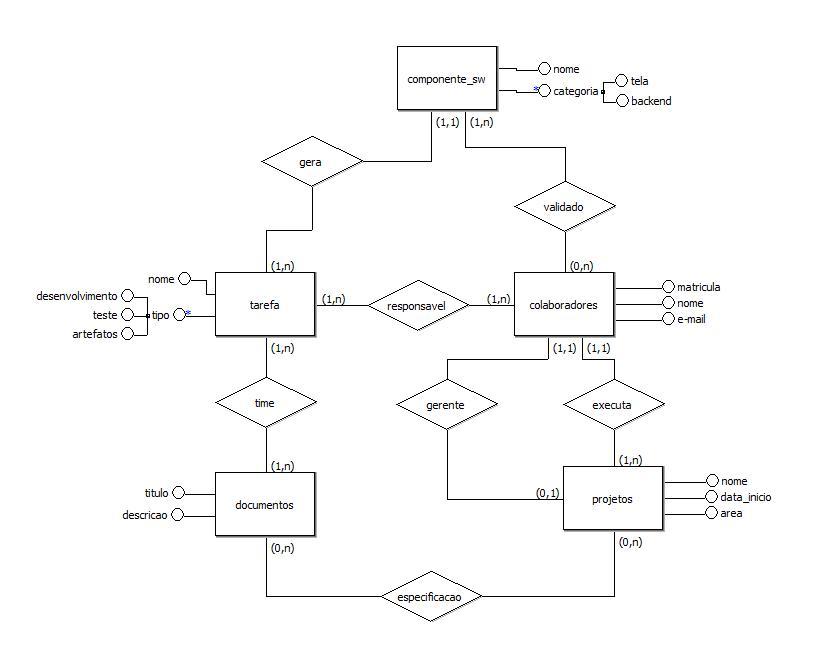 componente_sw
nome
* categoria
tela
backend
(1,1) (1,n)
gera
validado
(1,n)
(0,n)
nome
desenvolvimento
teste
artefatos
tipo *
tarefa
(1,n)
responsavel
(1,n)
colaboradores
matricula
nome
e-mail
(1,n)
(1,1) (1,1)
time
gerente
executa
(1,n)
(1,n)
titulo
descricao
documentos
(0,1)
projetos
nome
data_inicio
area
(0,n)
(0,n)
especificacao